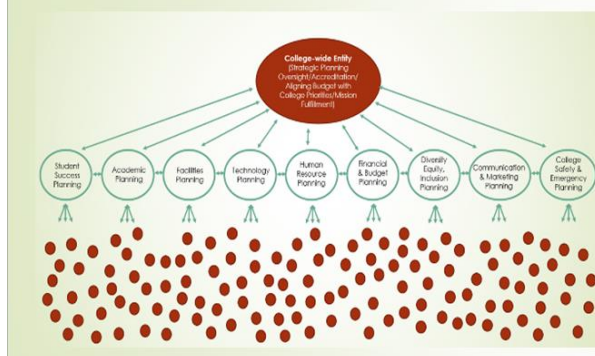 College-wide Entity
(Strategic Planning
Oversight/Accreditation/
Aligning Budget with
College Priorities/Mission
Fulfillment)
Student
Success
Planning
Academic
Planning
Facilities
Planning
Technology
Planning
Human
Resource
Planning
Financial
& Budget
Planning
Diversity
Equity,
Inclusion
Planning
Communication
& Marketing
Planning
College
Safety &
Emergency
Planning